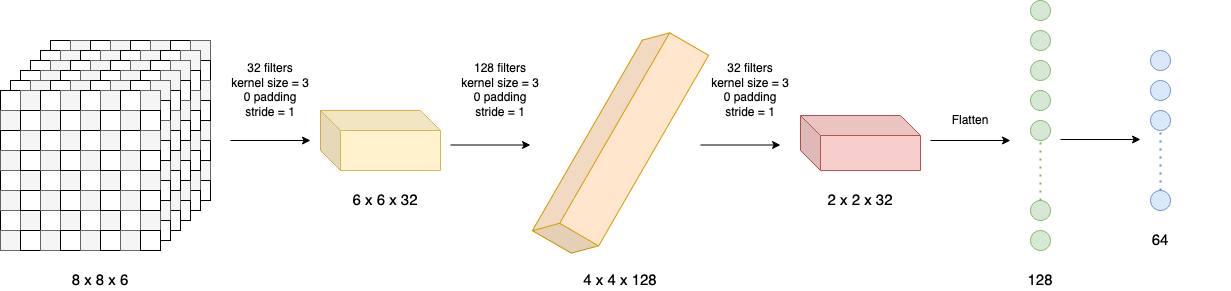 32 filters
kernel size = 3
0 padding
stride = 1
128 filters
kernel size = 3
0 padding
stride = 1
32 filters
kernel size = 3
0 padding
stride = 1
Flatten
6 x 6 x 32
2 x 2 x 32
64
8 x 8 x 6
4 x 4 x 128
128